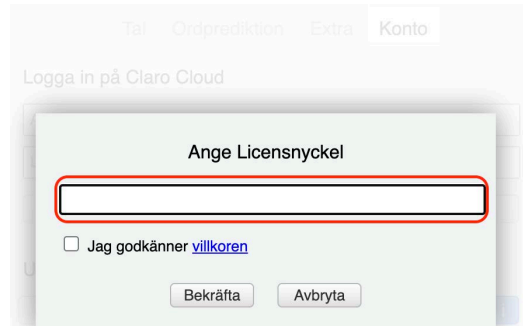 Tal Ordprediktion Extra Konto
Logga in på Claro Cloud
Ange Licensnyckel
Jag godkänner villkoren
Bekräfta Avbryta